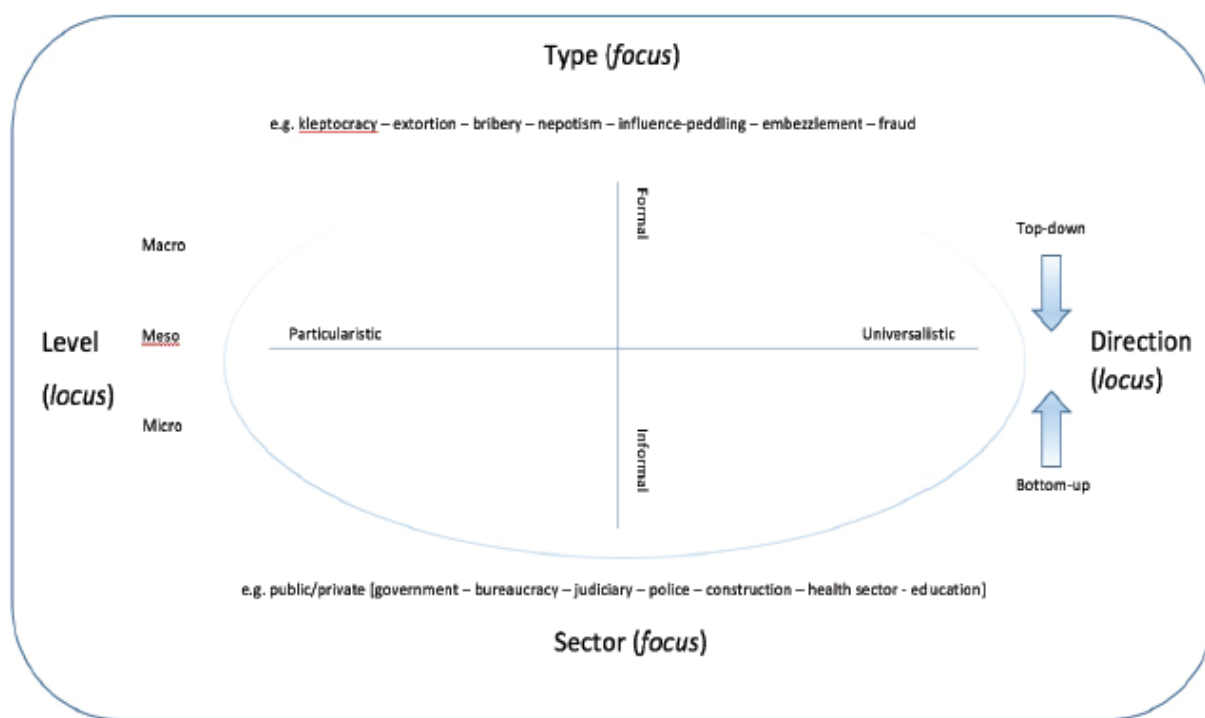 Type (focus)
e.g. kleptocracy – extortion – bribery – nepotism – influence-peddling – embezzlement – fraud
Formal
Macro
Top-down
Level
(locus)
Meso
Particularistic
Universallistic
Direction
(locus)
Micro
Informal
Bottom-up
e.g. public/private [government – bureaucracy – judiciary – police – construction – health sector - education]
Sector (focus)